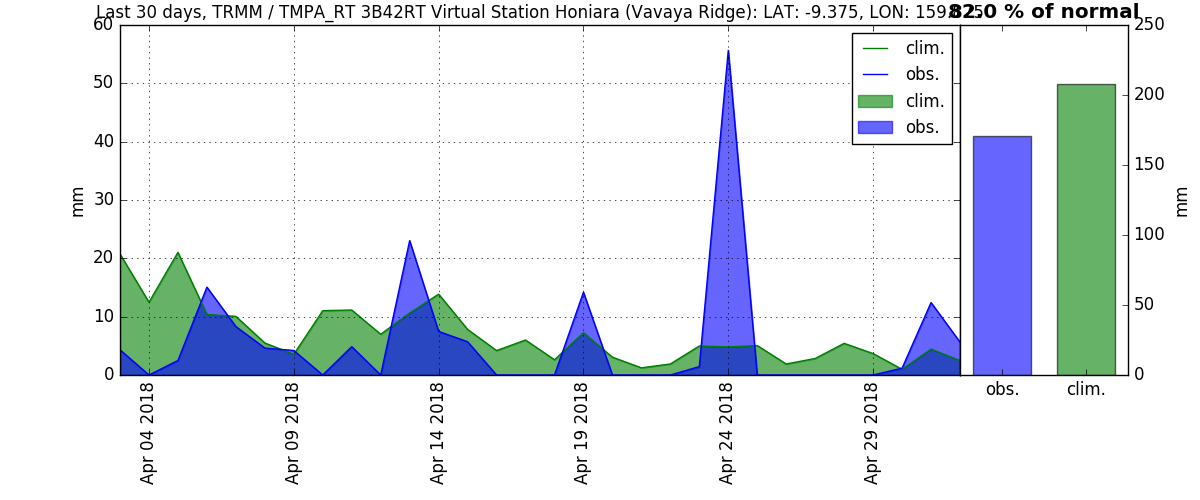 Last 30 days, TRMM / TMPA_RT 3B42RT Virtual Station Honiara (Vavaya Ridge): LAT: -9.375, LON:
82.0 % of normal
60
50
40
30
20
10
0
mm
clim.
obs.
clim.
obs.
250
200
150
100
50
0
mm
Apr 04 2018
Apr 09 2018
Apr 14 2018
Apr 19 2018
Apr 24 2018
Apr 29 2018
obs.
clim.